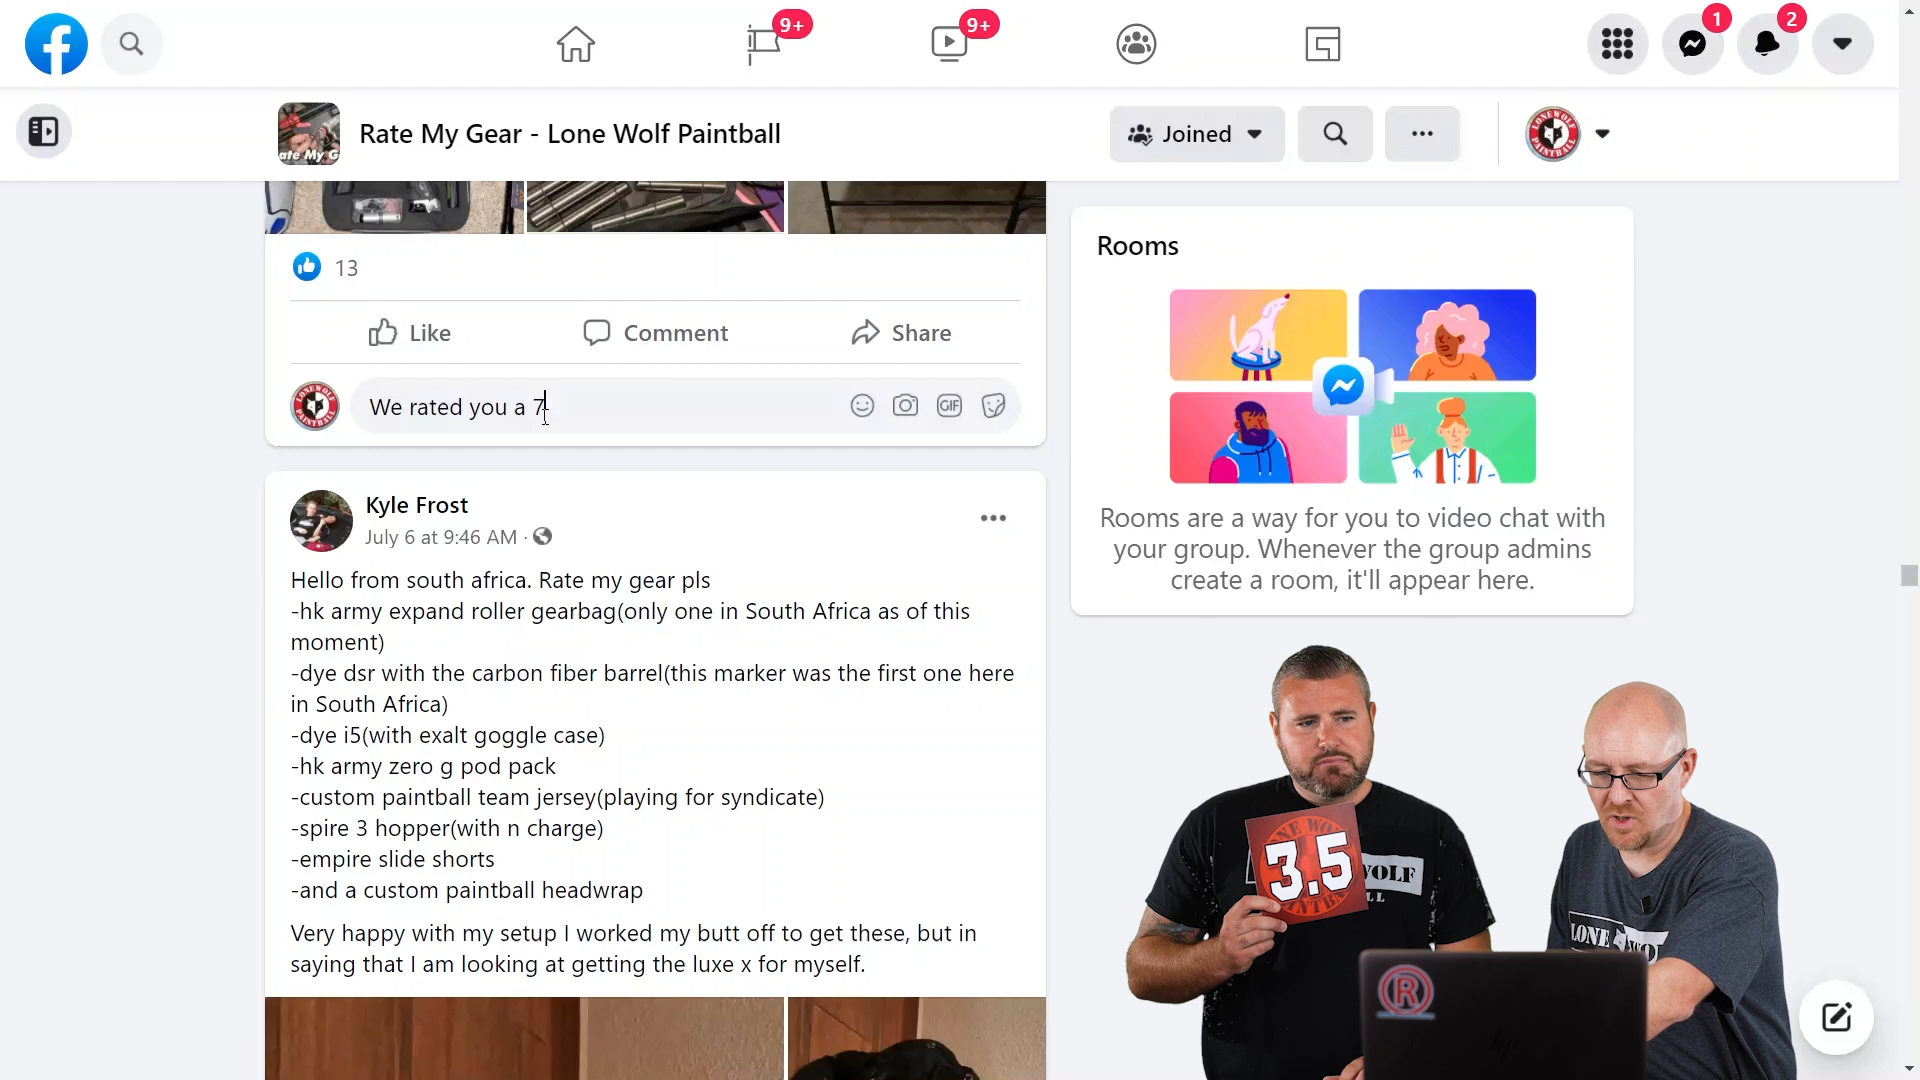 9+
9+
1
2
ate My G
Rate My Gear - Lone Wolf Paintball
Joined
LONEWOLF
PAINTBALL
13
Like
Comment
Share
LONEWOLF
PAINTBALL
We rated you a 7
GIF
Kyle Frost
July 6 at 9:46 AM ·
Hello from south africa. Rate my gear pls
-hk army expand roller gearbag(only one in South Africa as of this
moment)
-dye dsr with the carbon fiber barrel(this marker was the first one here
in South Africa)
-dye i5(with exalt goggle case)
-hk army zero g pod pack
-custom paintball team jersey(playing for syndicate)
-spire 3 hopper(with n charge)
-empire slide shorts
-and a custom paintball headwrap
Very happy with my setup I worked my butt off to get these, but in
saying that I am looking at getting the luxe x for myself.
Rooms
Rooms are a way for you to video chat with
your group. Whenever the group admins
create a room, it'll appear here.
3.5
R